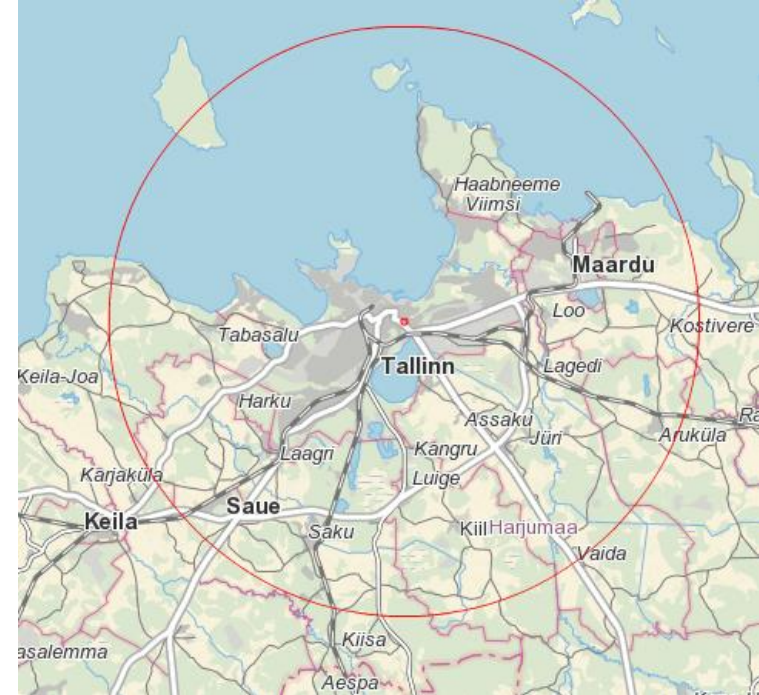 Haabneeme
Viimsi
Maardu
Loo
Kostivere
Tabasalu
Tallinn
Keila-Joa
Lagedi
Harku
Assaku
Jüri
Aruküla
Kangru
Laagri
Karjaküla
Luige
Saue
Keila
Saku
Kiil
Harjumaa
Vaida
Kiisa
asalemma
Aespa